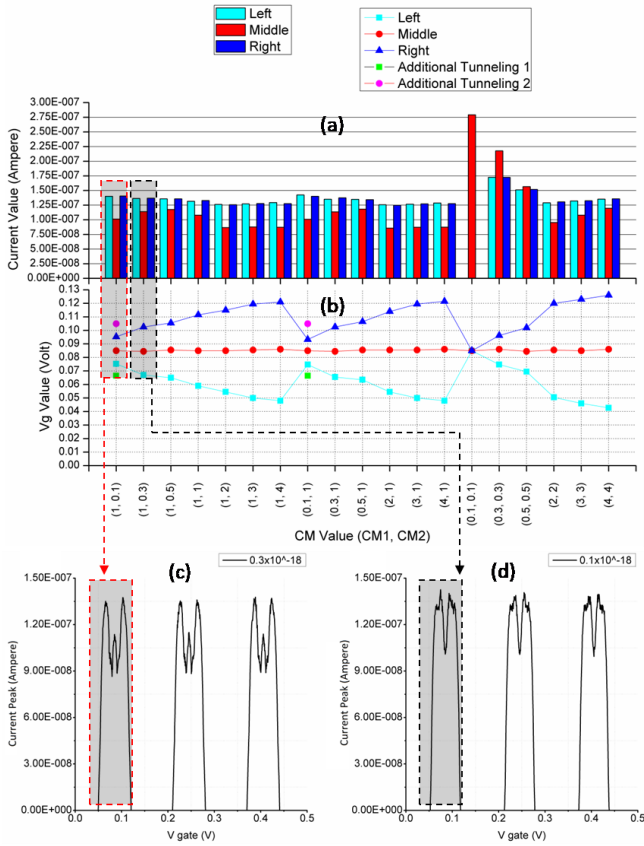 Left
Middle
Right
Left
Middle
Right
Additional Tunneling 1
Additional Tunneling 2
(a)
Current Value (Ampere)
3.00E-007
2.75E-007
2.50E-007
2.25E-007
2.00E-007
1.75E-007
1.50E-007
1.25E-007
1.00E-007
7.50E-008
5.00E-008
2.50E-008
0.00E+000
(b)
Vg Value (Volt)
0.13
0.12
0.11
0.10
0.09
0.08
0.07
0.06
0.05
0.04
0.03
0.02
0.01
0.00
(1, 0.1)
(1, 0.3)
(1, 0.5)
(1, 1)
(1, 2)
(1, 3)
(1, 4)
(0.1, 1)
(0.3, 1)
(0.5, 1)
(2, 1)
(3, 1)
(4, 1)
(0.1, 0.1)
(0.3, 0.3)
(0.5, 0.5)
(2, 2)
(3, 3)
(4, 4)
CM Value (CM1, CM2)
(c)
0.3x10^-18
Current Peak (Ampere)
1.50E-007
1.20E-007
9.00E-008
6.00E-008
3.00E-008
0.00E+000
0.0
0.1
0.2
0.3
0.4
0.5
V gate (V)
(d)
0.1x10^-18
Current Peak (Ampere)
1.50E-007
1.20E-007
9.00E-008
6.00E-008
3.00E-008
0.00E+000
0.0
0.1
0.2
0.3
0.4
0.5
V gate (V)